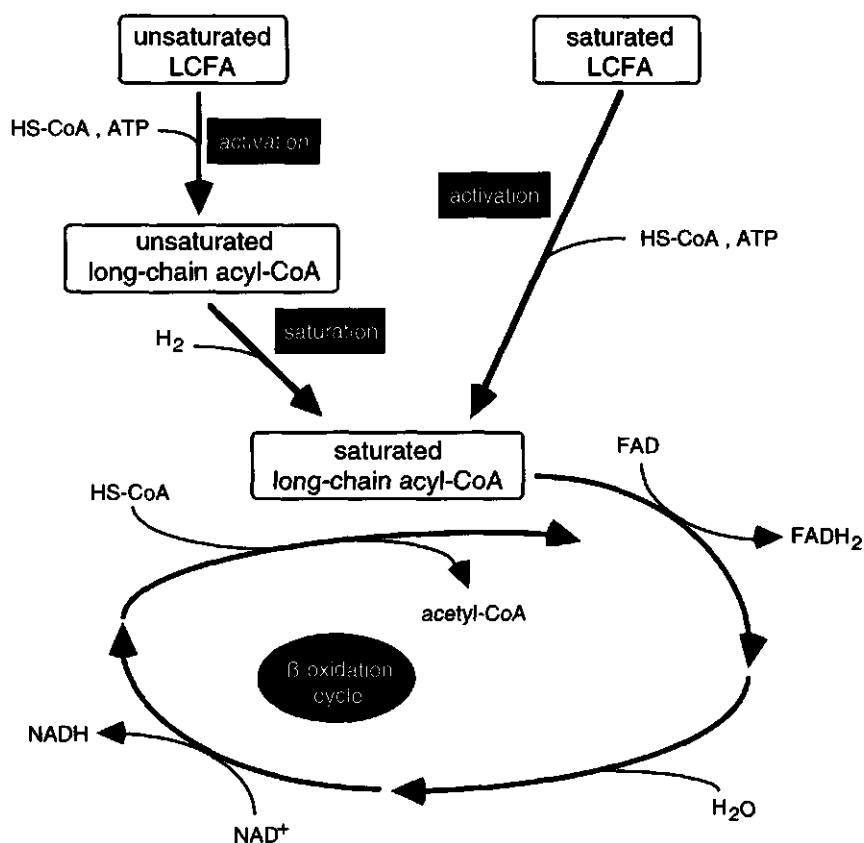 unsaturated
LCFA
saturated
LCFA
HS-CoA , ATP
activation
activation
unsaturated
long-chain acyl-CoA
HS-CoA, ATP
H₂
saturation
saturated
long-chain acyl-CoA
FAD
HS-CoA
FADH₂
acetyl-CoA
β oxidation
cycle
NADH
NAD⁺
H₂O